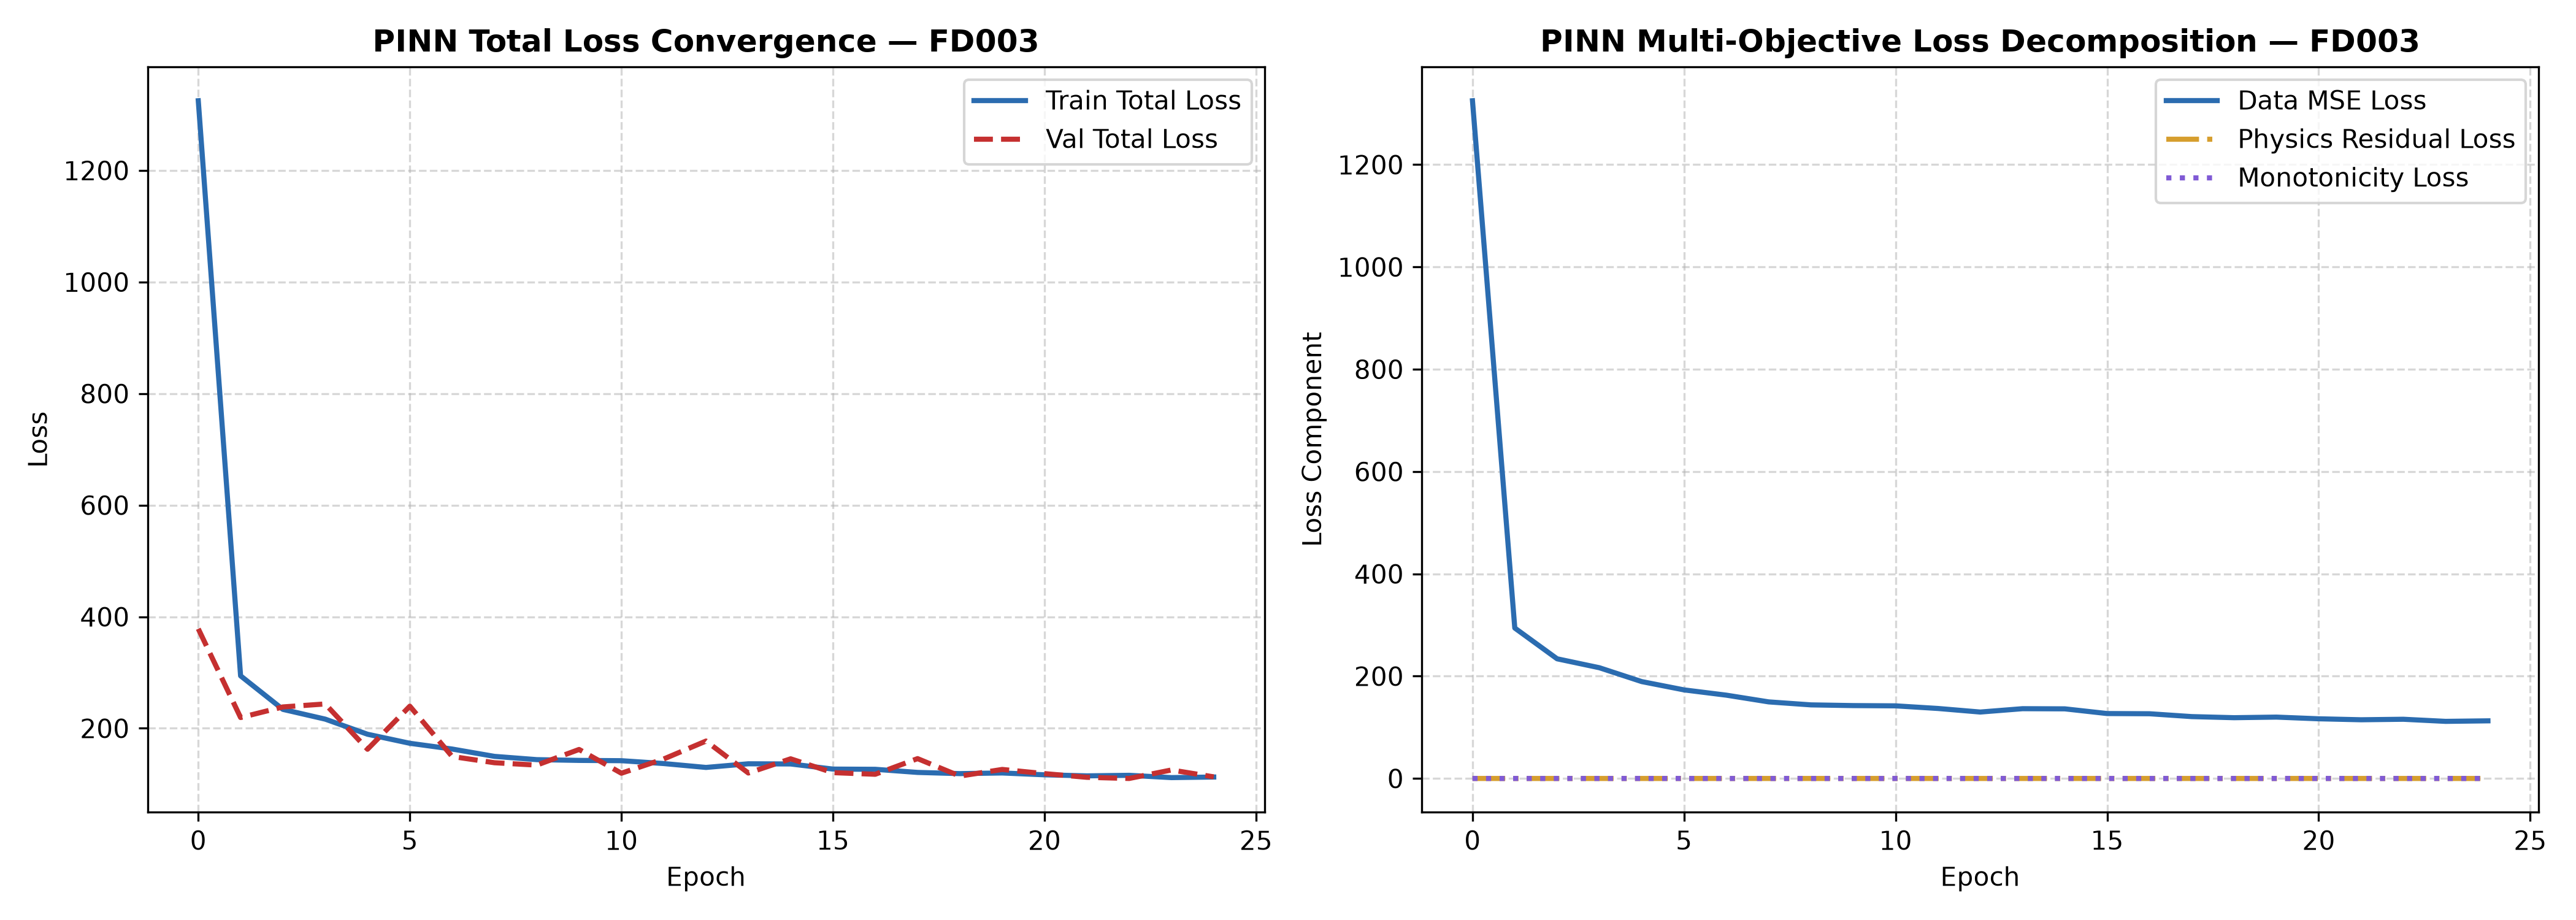 PINN Total Loss Convergence — FD003
Train Total Loss
Val Total Loss
1200
1000
800
600
400
200
Loss
0 5 10 15 20 25
Epoch
PINN Multi-Objective Loss Decomposition — FD003
Data MSE Loss
Physics Residual Loss
Monotonicity Loss
1200
1000
800
600
400
200
0
Loss Component
0 5 10 15 20 25
Epoch